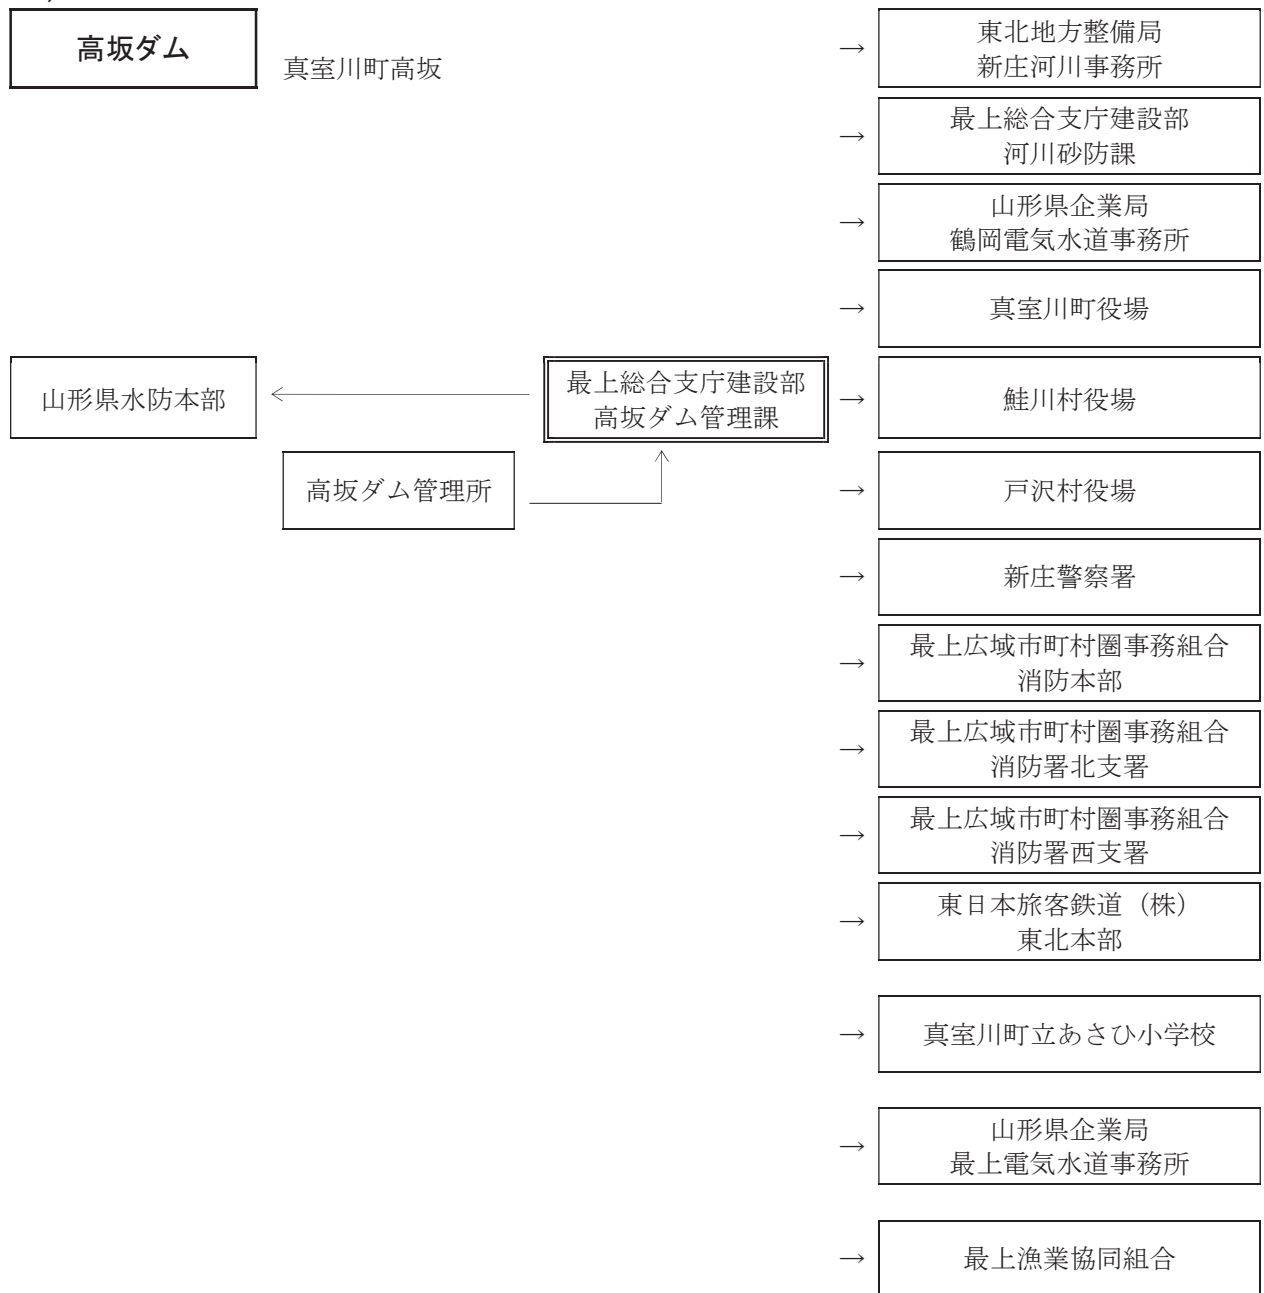 高坂ダム
真室川町高坂
→
東北地方整備局
新庄河川事務所
→
最上総合支庁建設部
河川砂防課
→
山形県企業局
鶴岡電気水道事務所
→
真室川町役場
山形県水防本部
最上総合支庁建設部
高坂ダム管理課
→
鮭川村役場
高坂ダム管理所
→
戸沢村役場
→
新庄警察署
→
最上広域市町村圏事務組合
消防本部
→
最上広域市町村圏事務組合
消防署北支署
→
最上広域市町村圏事務組合
消防署西支署
→
東日本旅客鉄道（株）
東北本部
→
真室川町立あさひ小学校
→
山形県企業局
最上電気水道事務所
→
最上漁業協同組合